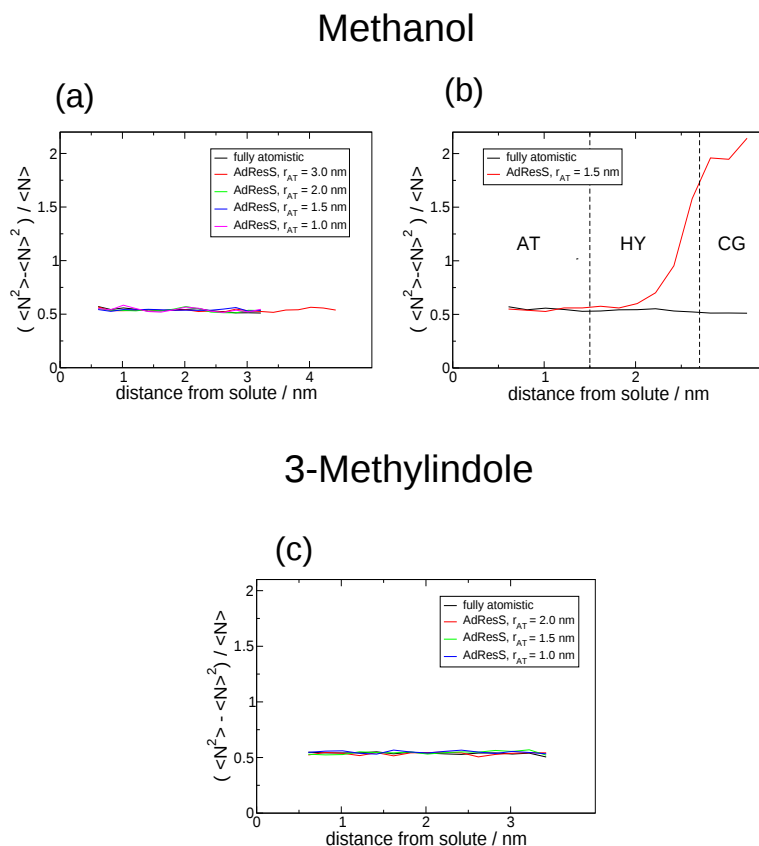 Methanol
(a)
( <N²>-<N>² ) / <N>
2
1.5
1
0.5
0
fully atomistic
AdResS, r_AT = 3.0 nm
AdResS, r_AT = 2.0 nm
AdResS, r_AT = 1.5 nm
AdResS, r_AT = 1.0 nm
0 1 2 3 4
distance from solute / nm
(b)
( <N²>-<N>² ) / <N>
2
1.5
1
0.5
0
fully atomistic
AdResS, r_AT = 1.5 nm
AT HY CG
0 1 2
distance from solute / nm
3-Methylindole
(c)
( <N²> - <N>² ) / <N>
2
1.5
1
0.5
0
fully atomistic
AdResS, r_AT = 2.0 nm
AdResS, r_AT = 1.5 nm
AdResS, r_AT = 1.0 nm
0 1 2 3
distance from solute / nm